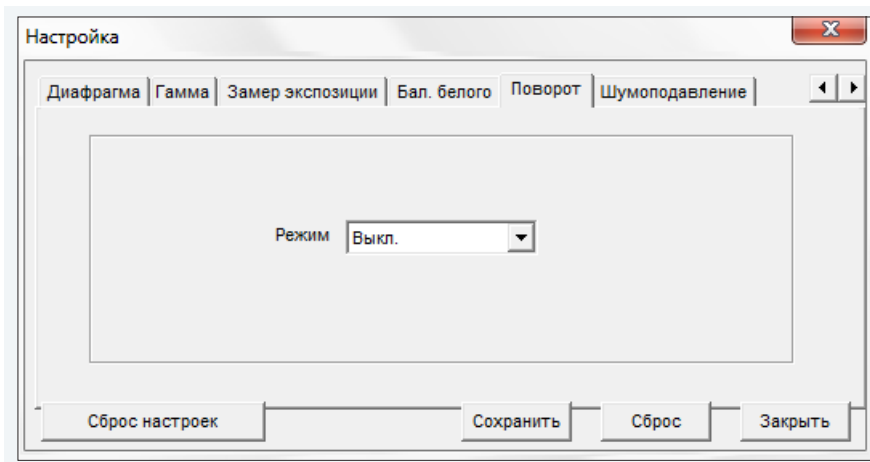 Настройка
Диафрагма Гамма Замер экспозиции Бал. белого Поворот Шумоподавление
Режим Выкл.
Сброс настроек Сохранить Сброс Закрыть